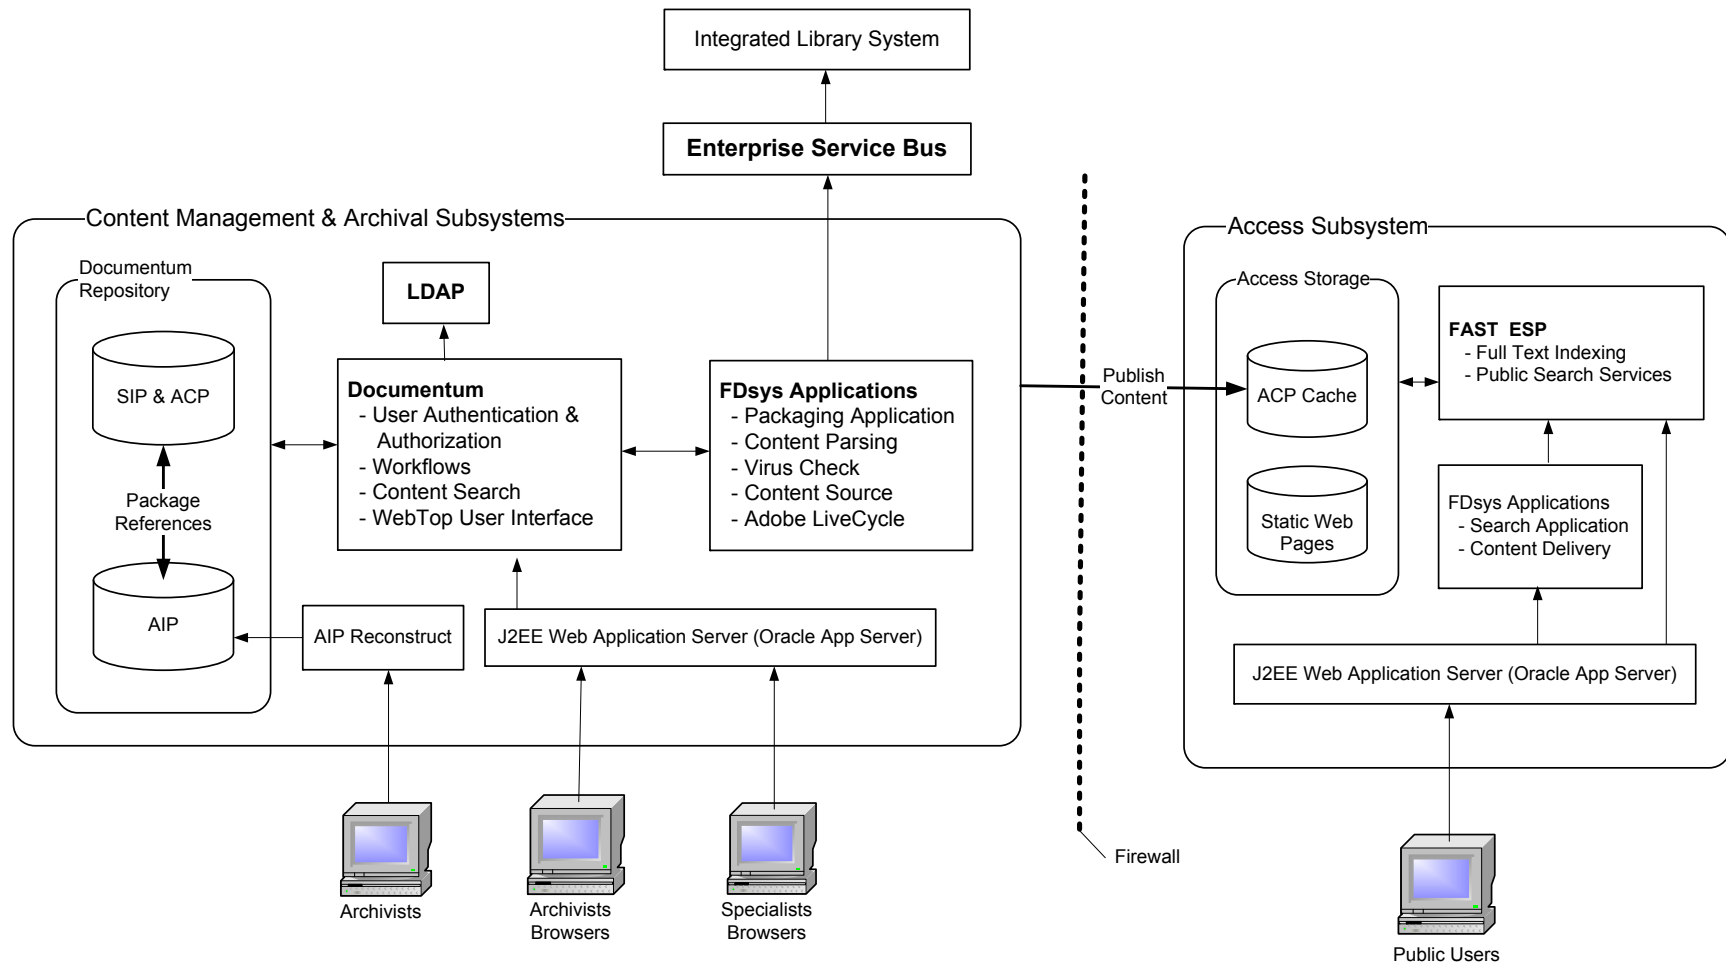 Integrated Library System
Enterprise Service Bus
Content Management & Archival Subsystems
Documentum
Repository
SIP & ACP
Package
References
AIP
LDAP
Documentum
- User Authentication &
Authorization
- Workflows
- Content Search
- WebTop User Interface
FDsys Applications
- Packaging Application
- Content Parsing
- Virus Check
- Content Source
- Adobe LiveCycle
AIP Reconstruct
J2EE Web Application Server (Oracle App Server)
Archivists
Archivists
Browsers
Specialists
Browsers
Publish
Content
Firewall
Access Subsystem
Access Storage
ACP Cache
Static Web
Pages
FAST ESP
- Full Text Indexing
- Public Search Services
FDsys Applications
- Search Application
- Content Delivery
J2EE Web Application Server (Oracle App Server)
Public Users